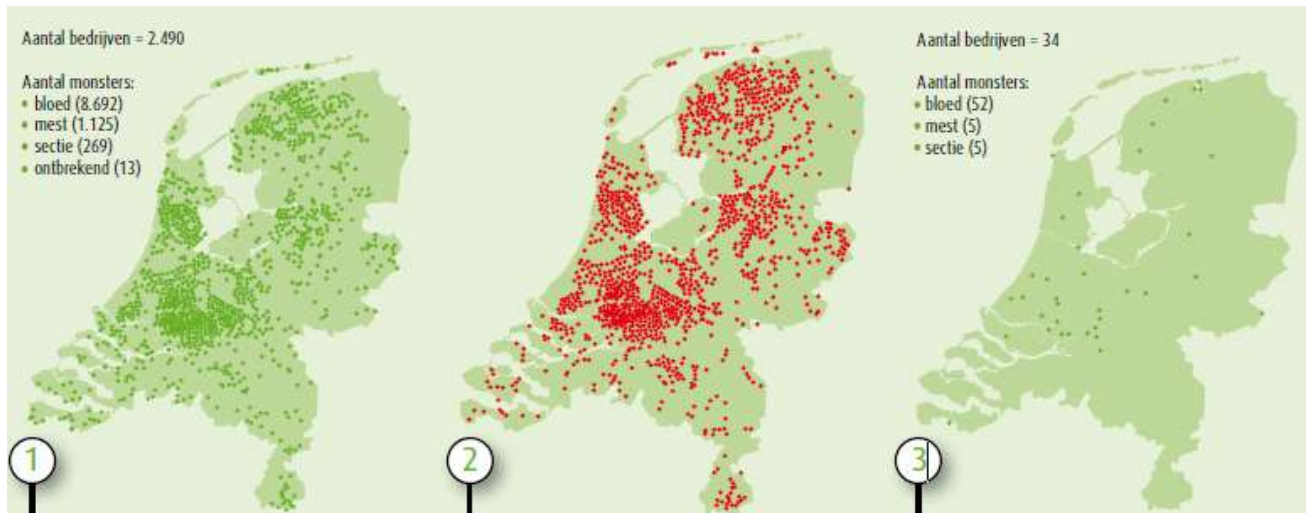 Aantal bedrijven = 2.490
Aantal monsters:
• bloed (8.692)
• mest (1.125)
• sectie (269)
• ontbrekend (13)
1
2
Aantal bedrijven = 34
Aantal monsters:
• bloed (52)
• mest (5)
• sectie (5)
3